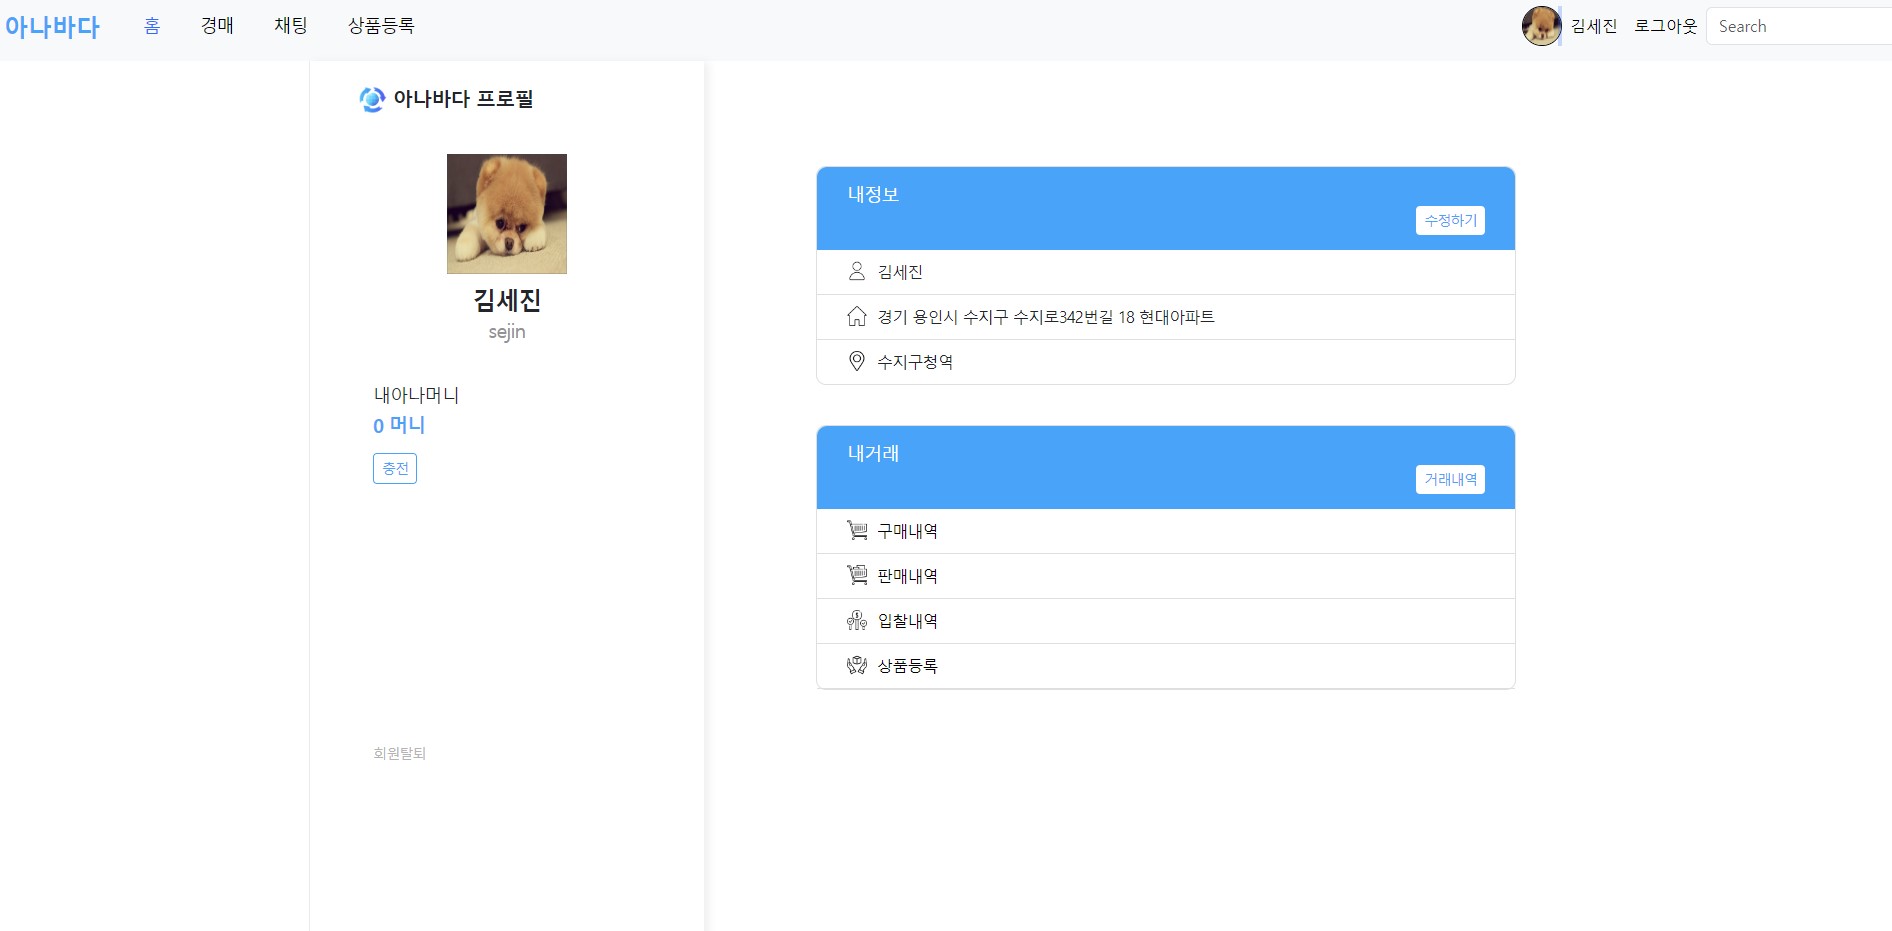 아나바다 홈 경매 채팅 상품등록 김세진 로그아웃 Search
아나바다 프로필
김세진
sejin
내아나머니
0 머니
충전
회원탈퇴
내정보
수정하기
김세진
경기 용인시 수지구 수지로342번길 18 현대아파트
수지구청역
내거래
거래내역
구매내역
판매내역
입찰내역
상품등록